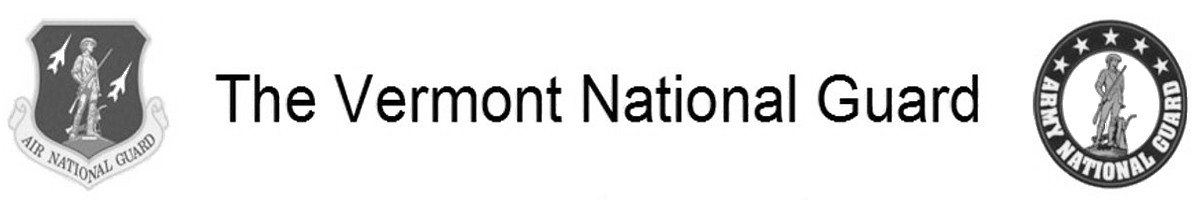 AIR NATIONAL GUARD
The Vermont National Guard
ARMY NATIONAL GUARD